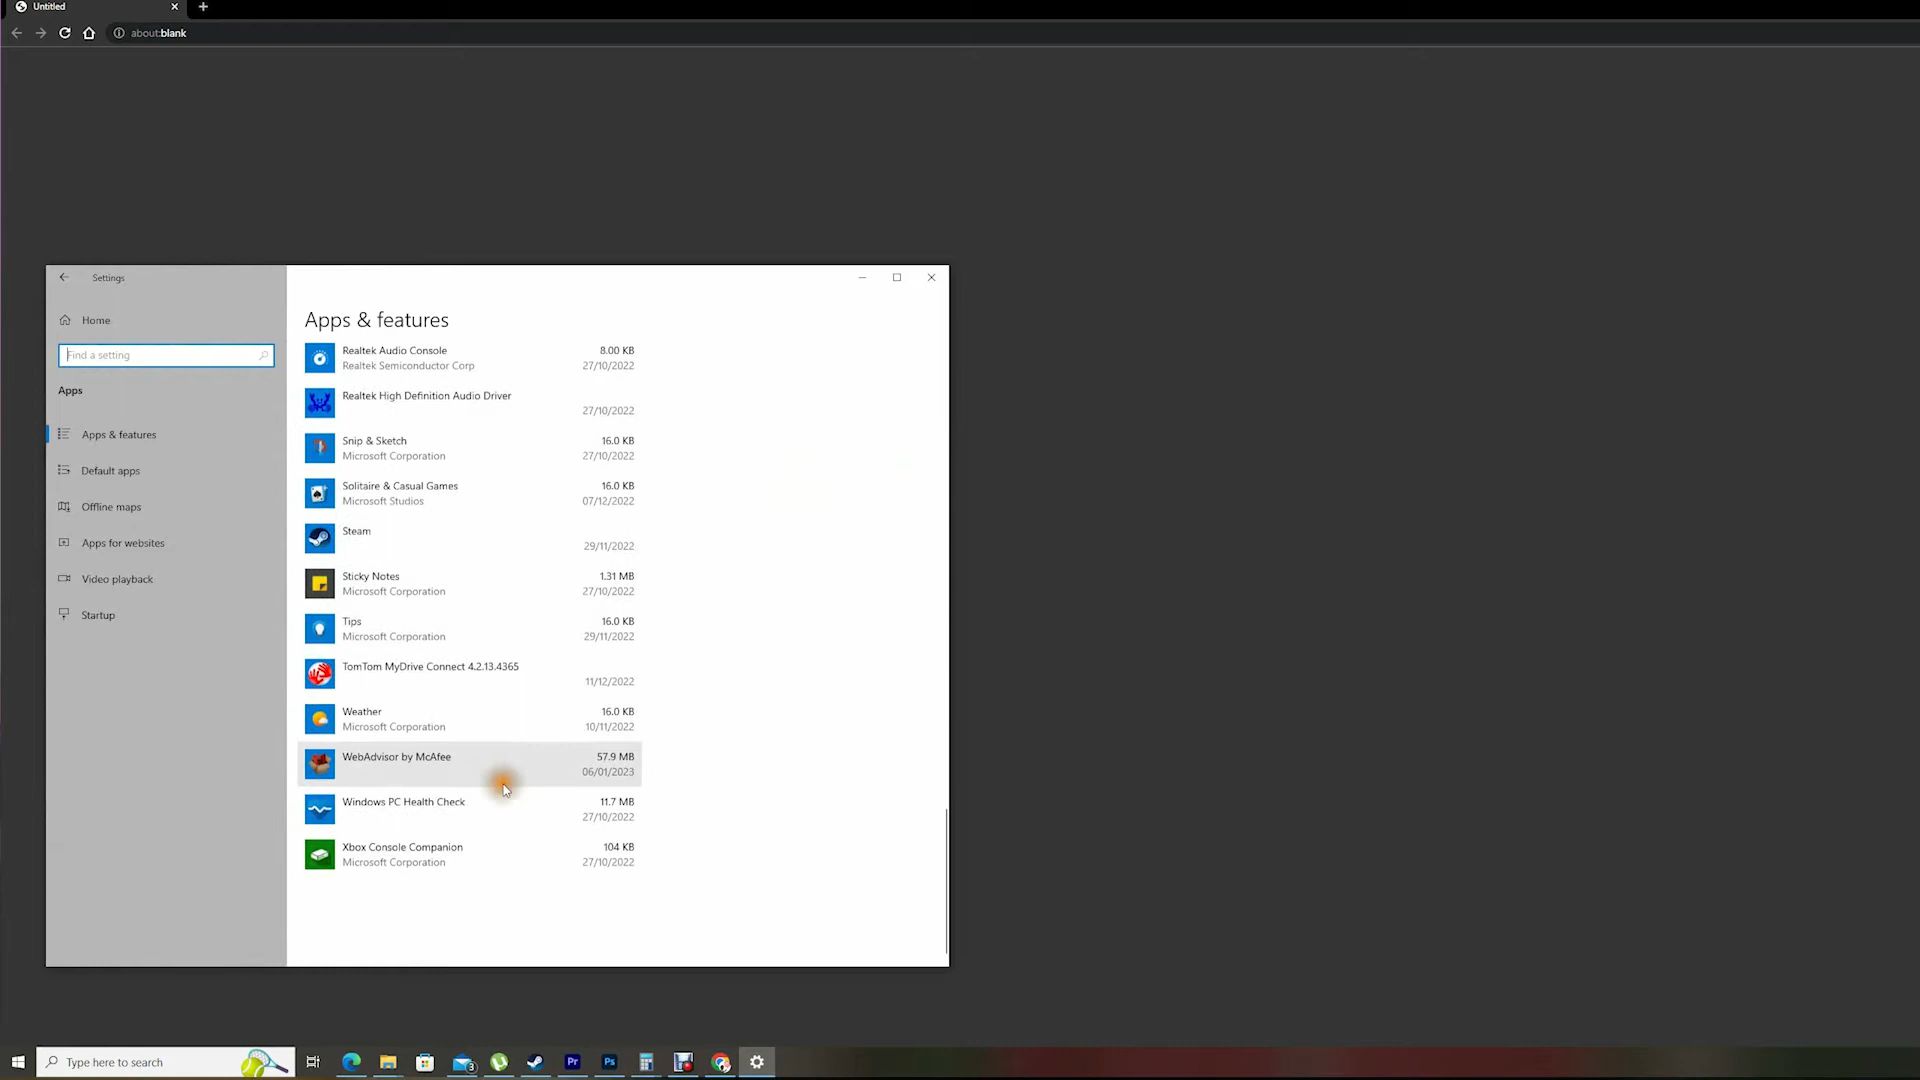 Untitled
about:blank
Settings
Home
Find a setting
Apps
Apps & features
Default apps
Offline maps
Apps for websites
Video playback
Startup
Apps & features
Realtek Audio Console 8.00 KB
Realtek Semiconductor Corp 27/10/2022
Realtek High Definition Audio Driver
27/10/2022
Snip & Sketch 16.0 KB
Microsoft Corporation 27/10/2022
Solitaire & Casual Games 16.0 KB
Microsoft Studios 07/12/2022
Steam
29/11/2022
Sticky Notes 1.31 MB
Microsoft Corporation 27/10/2022
Tips 16.0 KB
Microsoft Corporation 29/11/2022
TomTom MyDrive Connect 4.2.13.4365
11/12/2022
Weather 16.0 KB
Microsoft Corporation 10/11/2022
WebAdvisor by McAfee 57.9 MB
06/01/2023
Windows PC Health Check 11.7 MB
27/10/2022
Xbox Console Companion 104 KB
Microsoft Corporation 27/10/2022
Type here to search
3
Pr
Ps